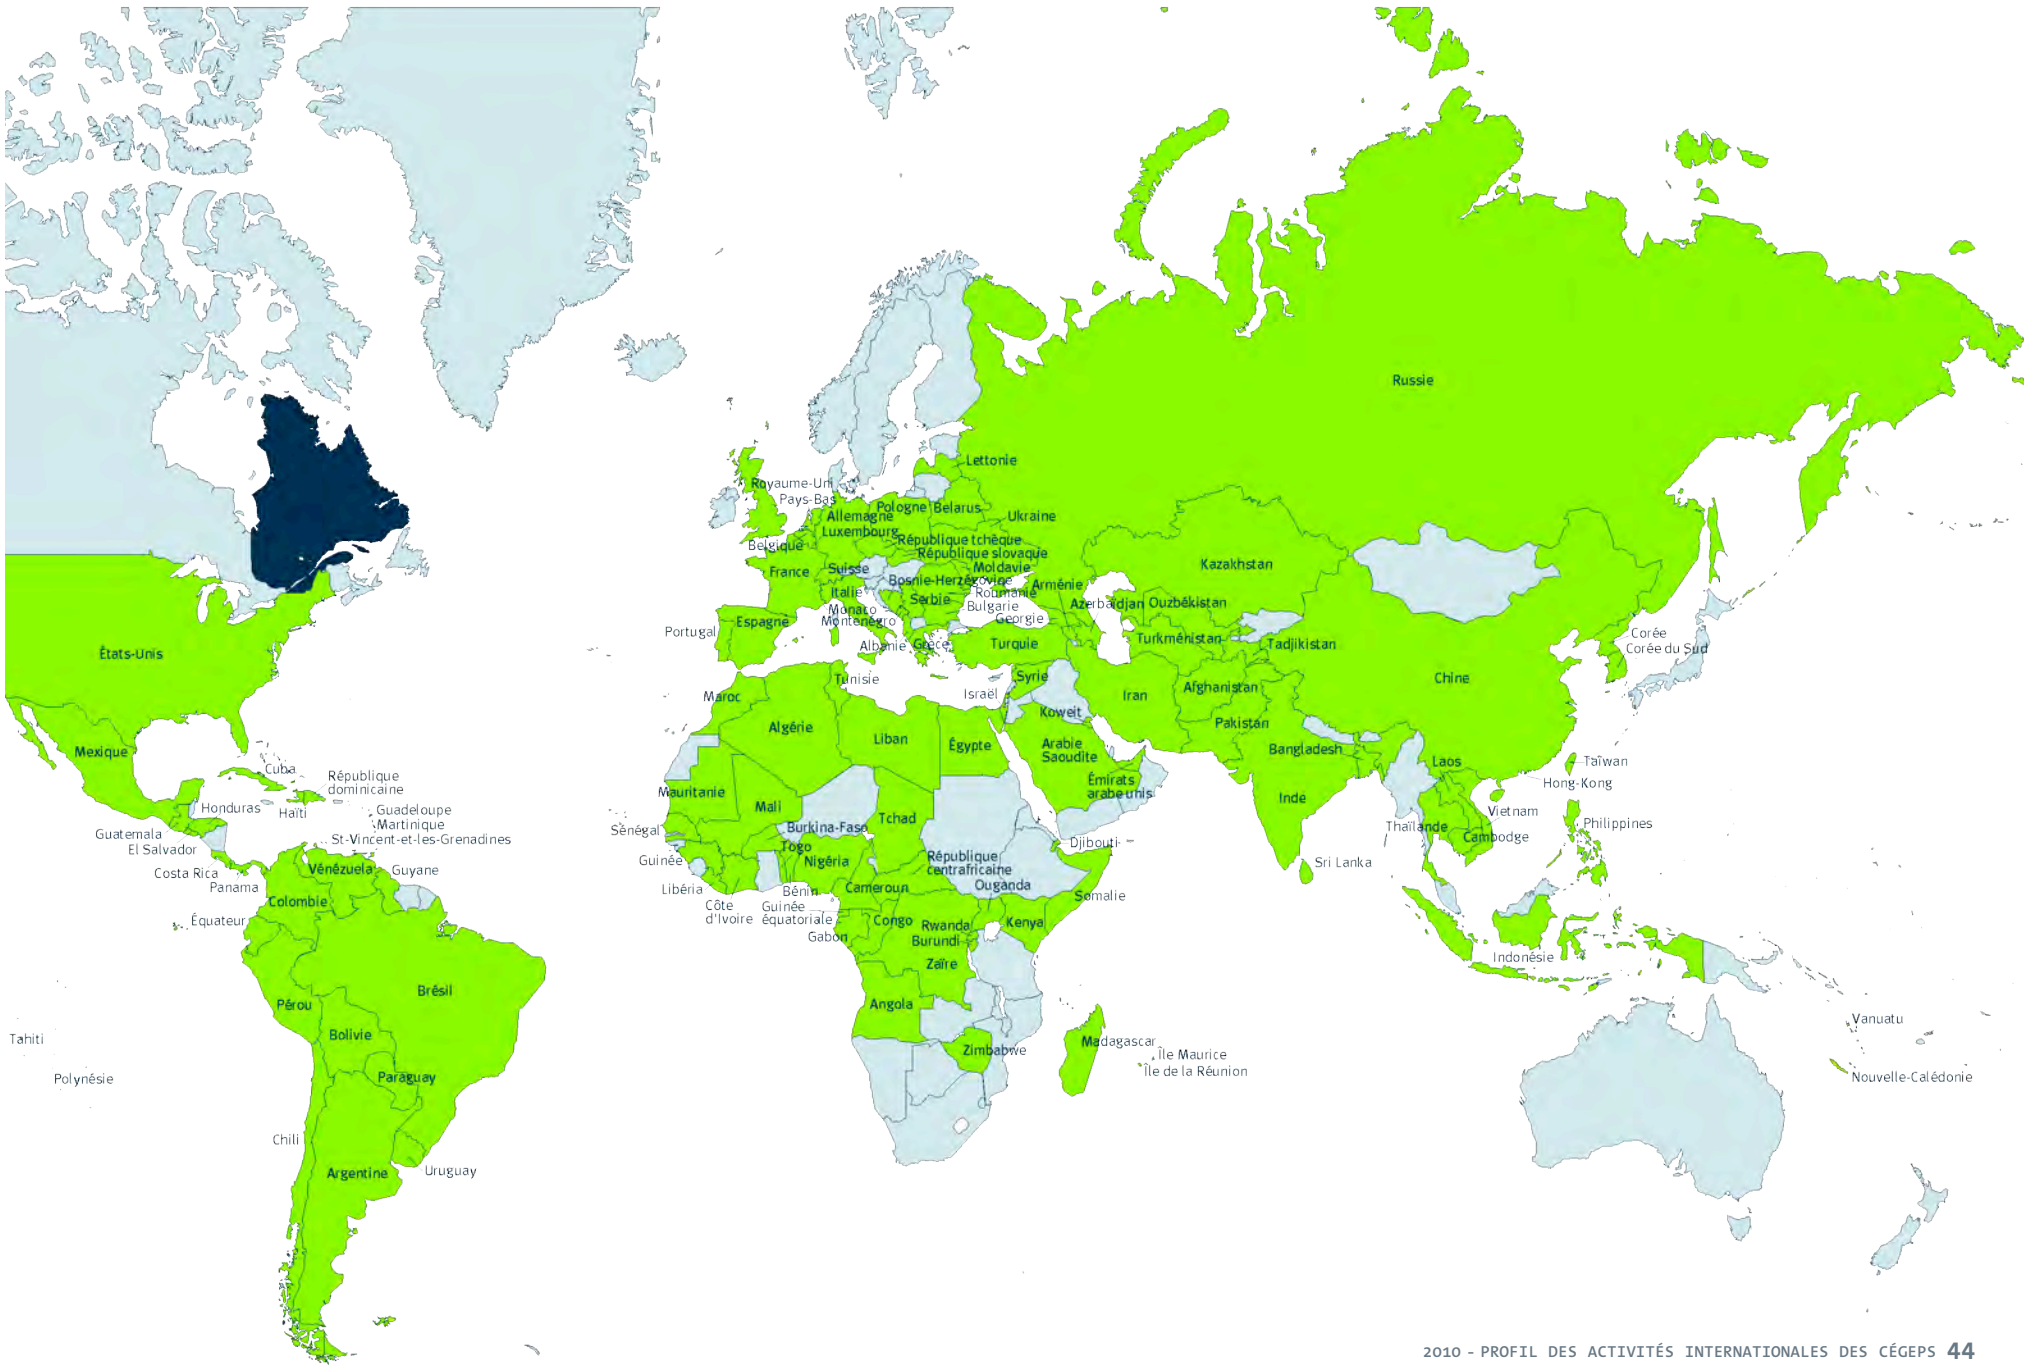 Russie
Lettonie
Royaume-Uni
Pays-Bas
Pologne
Belarus
Allemagne
Ukraine
Luxembourg
République tchèque
Belgique
République slovaque
Kazakhstan
France
Suisse
Moldavie
Bosnie-Herzégovine
Arménie
Italie
Roumanie
Serbie
Azerbaïdjan
Ouzbékistan
Monaco
Bulgarie
Espagne
Monténégro
Georgie
Portugal
Corée
Albanie
Grèce
Turquie
Turkménistan
Tadjikistan
Corée du Sud
États-Unis
Tunisie
Syrie
Chine
Maroc
Israël
Iran
Afghanistan
Koweit
Algérie
Liban
Égypte
Arabie
Saoudite
Pakistan
Mexique
Bangladesh
Cuba
République
dominicaine
Laos
Taïwan
Émirats
arabe unis
Hong-Kong
Mauritanie
Mali
Inde
Honduras
Haïti
Guadeloupe
Martinique
St-Vincent-et-les-Grenadines
Tchad
Vietnam
Guatemala
El Salvador
Sénégal
Burkina-Faso
Thaïlande
Philippines
Cambodge
Togo
Djibouti
Guinée
Nigéria
République
centrafricaine
Sri Lanka
Costa Rica
Panama
Vénézuela
Guyane
Libéria
Bénin
Cameroun
Ouganda
Somalie
Colombie
Côte
d'Ivoire
Guinée
équatoriale
Équateur
Congo
Rwanda
Kenya
Gabon
Burundi
Zaïre
Indonésie
Brésil
Pérou
Angola
Tahiti
Bolivie
Vanuatu
Zimbabwe
Madagascar
Île Maurice
Île de la Réunion
Polynésie
Paraguay
Nouvelle-Calédonie
Chili
Argentine
Uruguay
2010 - PROFIL DES ACTIVITÉS INTERNATIONALES DES CÉGEPS 44